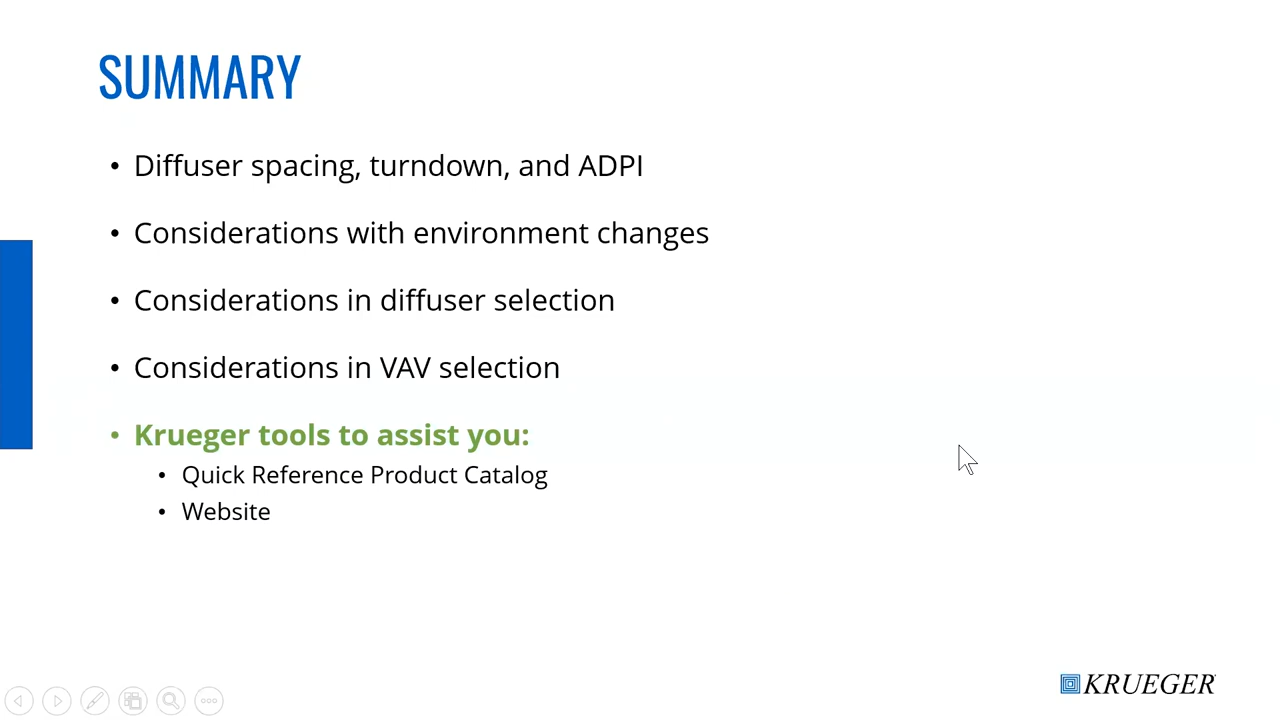 SUMMARY
• Diffuser spacing, turndown, and ADPI
• Considerations with environment changes
• Considerations in diffuser selection
• Considerations in VAV selection
• Krueger tools to assist you:
• Quick Reference Product Catalog
• Website
KRUEGER